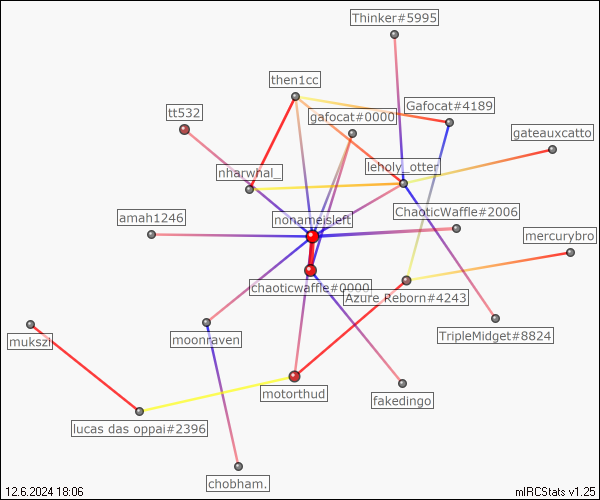 Thinker#5995
then1cc
Gafocat#4189
tt532
gafocat#0000
gateauxcatto
nharwhal_
leholy_otter
amah1246
nonameisleft
ChaoticWaffle#2006
mercurybro
chaoticwaffle#0000
Azure Reborn#4243
mukszi
moonraven
TripleMidget#8824
motorthud
fakedingo
lucas das oppai#2396
chobham.
12.6.2024 18:06
mIRCStats v1.25